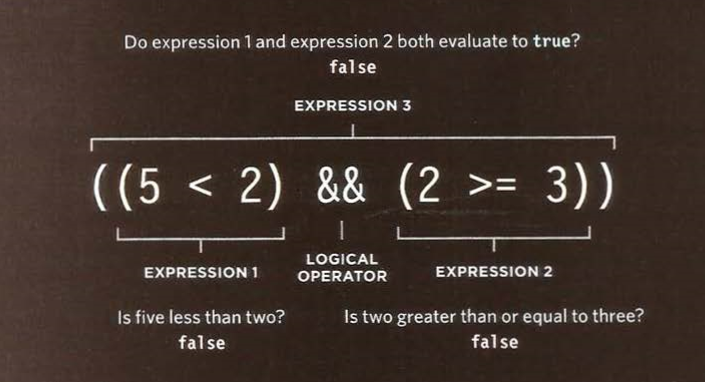 Do expression 1 and expression 2 both evaluate to true?
false
EXPRESSION 3
((5 < 2) && (2 >= 3))
EXPRESSION 1
LOGICAL
OPERATOR
EXPRESSION 2
Is five less than two?
false
Is two greater than or equal to three?
false